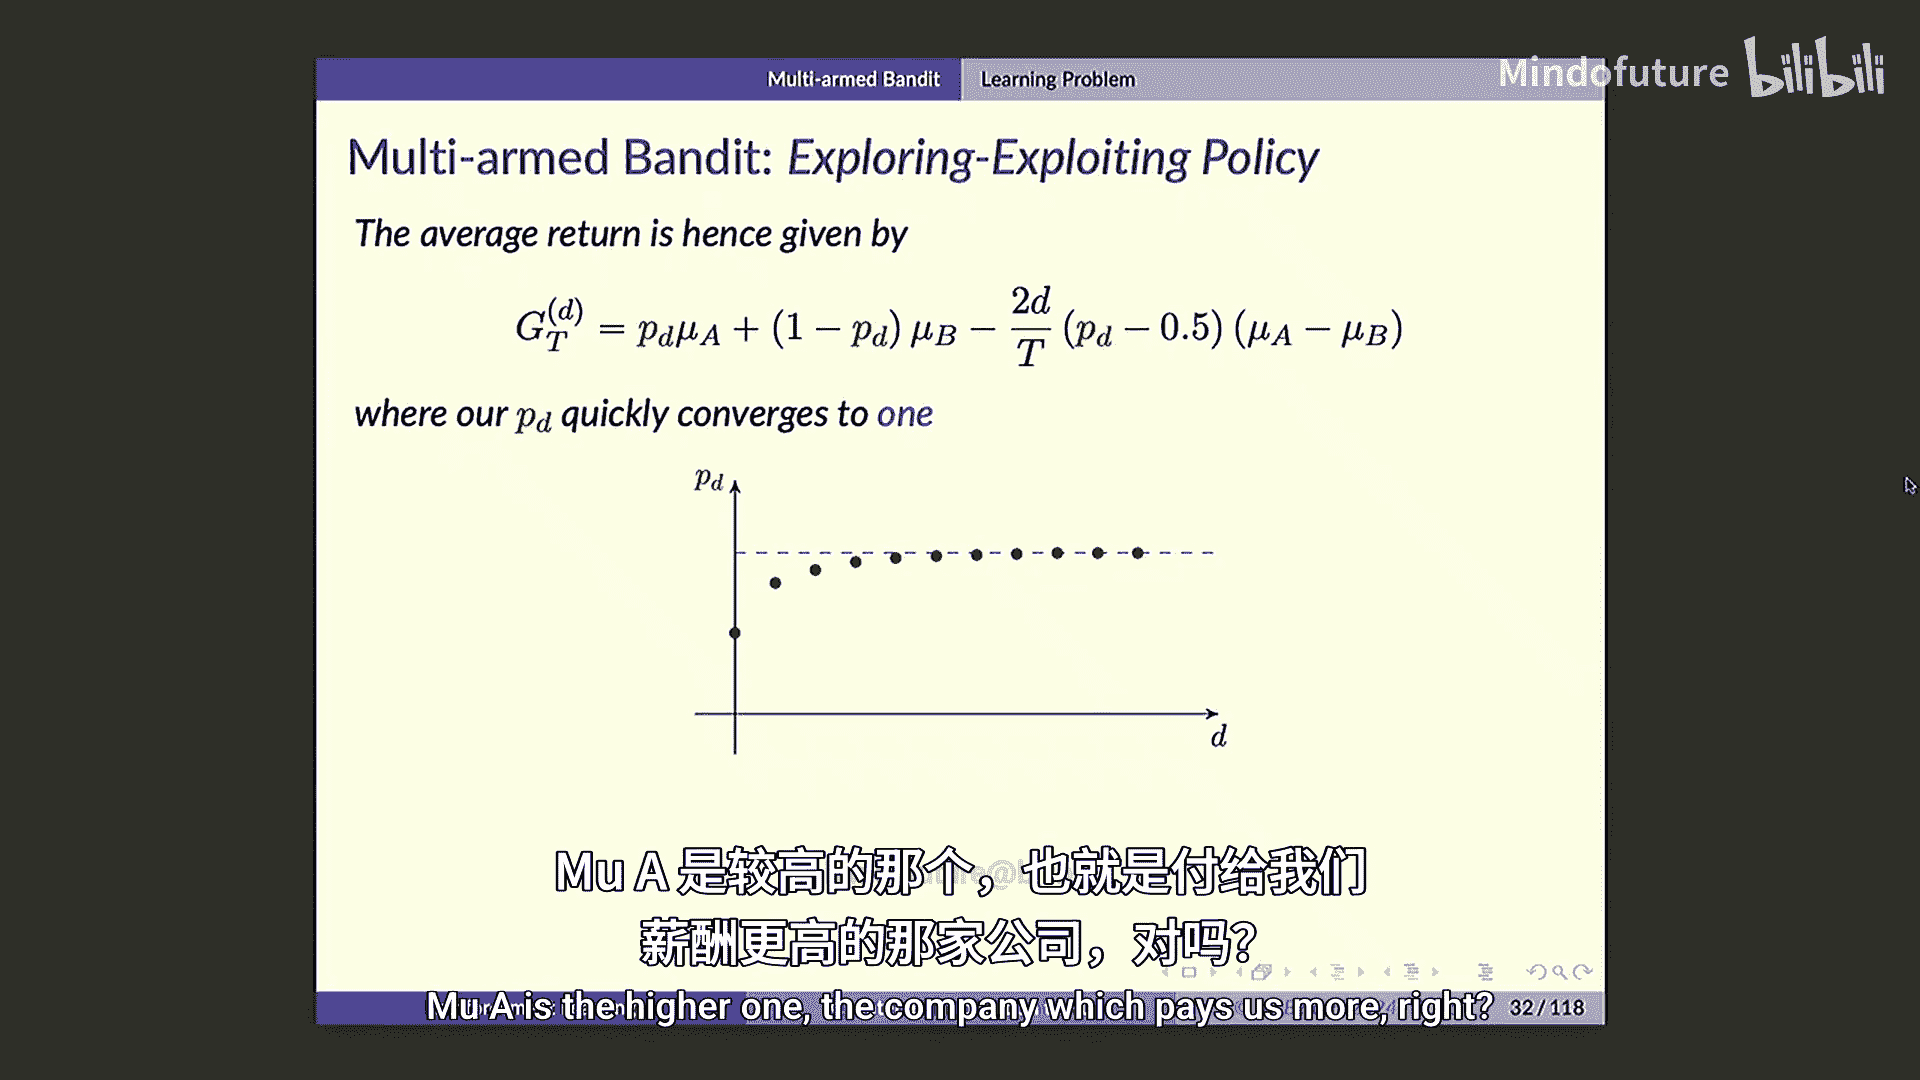 Mindofuture bilibili
Multi-armed Bandit Learning Problem
Multi-armed Bandit: Exploring-Exploiting Policy
The average return is hence given by
G_T^{(d)} = p_d μ_A + (1 − p_d) μ_B − \frac{2d}{T} (p_d − 0.5) (μ_A − μ_B)
where our p_d quickly converges to one
p_d
d
Mu A 是较高的那个，也就是付给我们
薪酬更高的那家公司，对吗？
Mu A is the higher one, the company which pays us more, right?
32 / 118